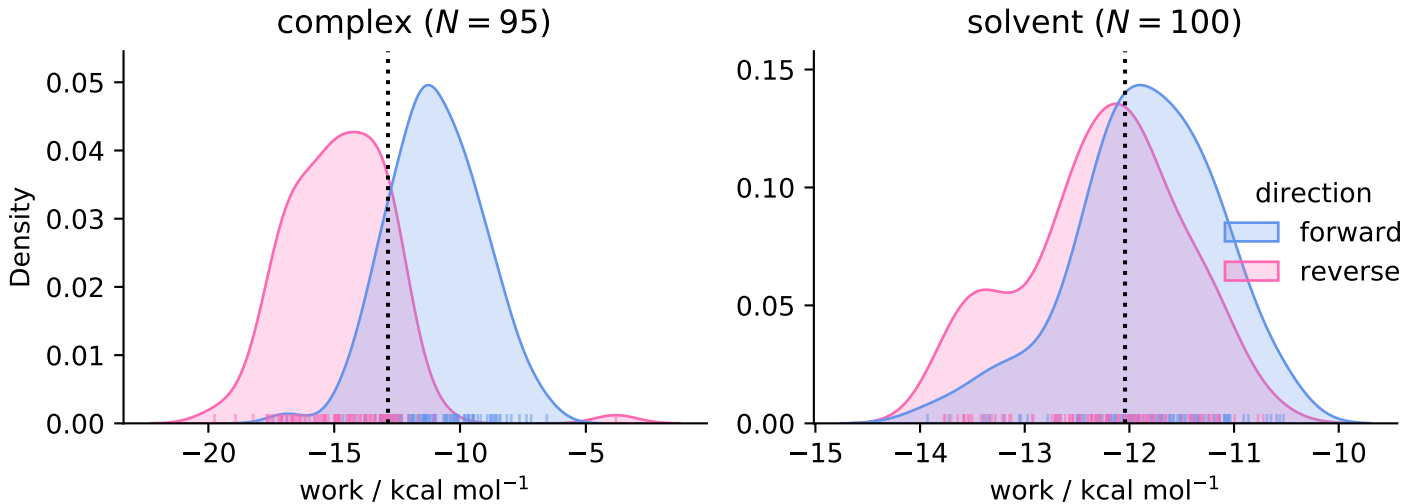 complex (N = 95)
Density
0.05
0.04
0.03
0.02
0.01
0.00
−20
−15
−10
−5
work / kcal mol⁻¹
solvent (N = 100)
0.15
0.10
0.05
0.00
−15
−14
−13
−12
−11
−10
work / kcal mol⁻¹
direction
forward
reverse